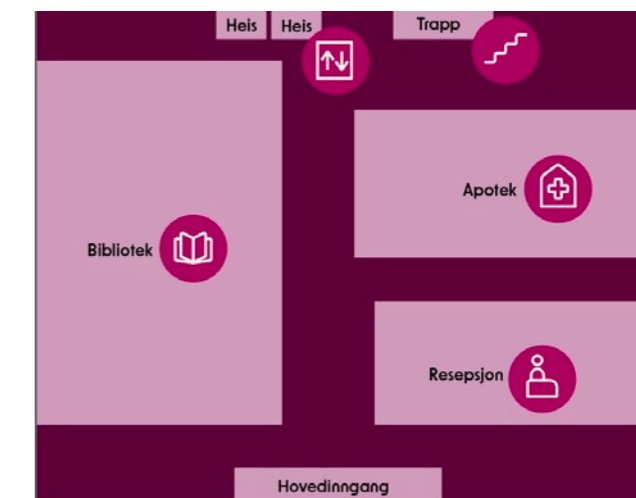 Heis
Heis
Trapp
Apotek
Bibliotek
Resepsjon
Hovedinngang